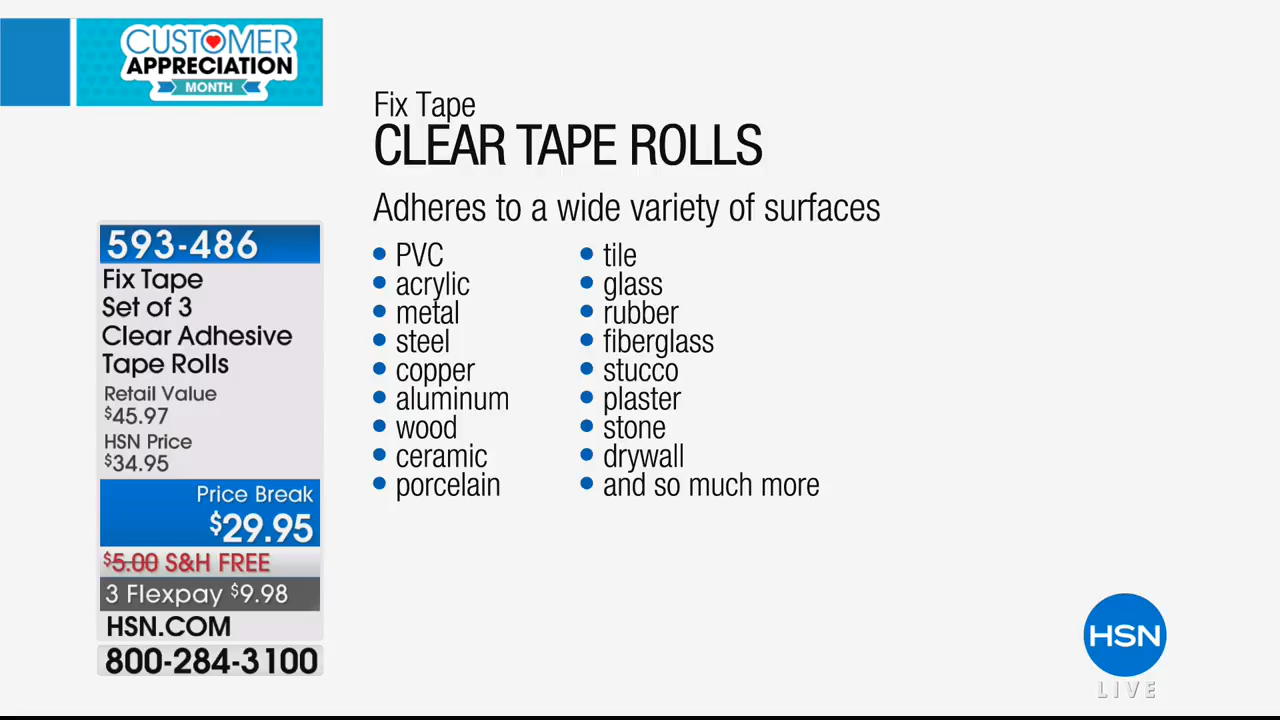 CUSTOMER
APPRECIATION
MONTH
Fix Tape
CLEAR TAPE ROLLS
Adheres to a wide variety of surfaces
• PVC
• acrylic
• metal
• steel
• copper
• aluminum
• wood
• ceramic
• porcelain
• tile
• glass
• rubber
• fiberglass
• stucco
• plaster
• stone
• drywall
• and so much more
593-486
Fix Tape
Set of 3
Clear Adhesive
Tape Rolls
Retail Value
$45.97
HSN Price
$34.95
Price Break
$29.95
$5.00 S&H FREE
3 Flexpay $9.98
HSN.COM
800-284-3100
HSN
LIVE